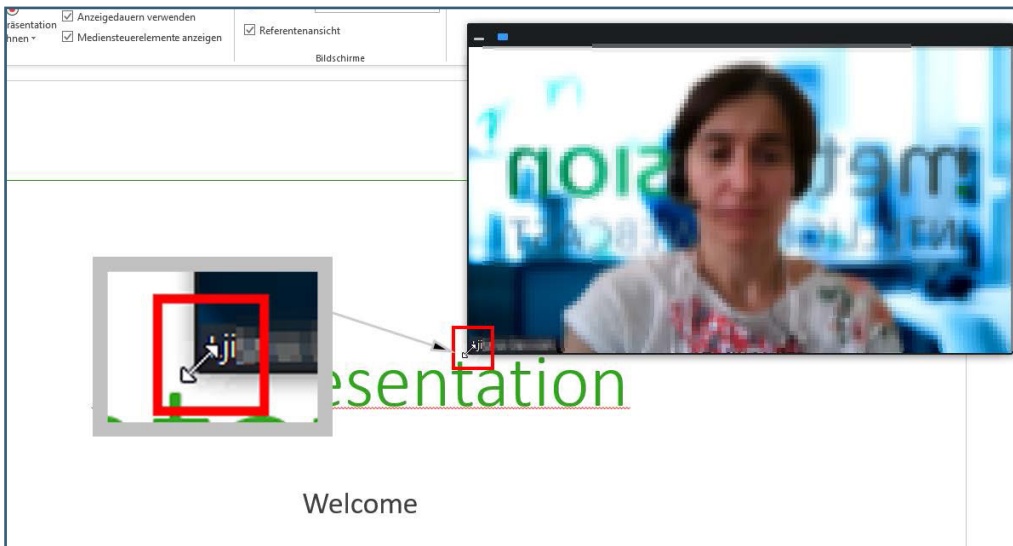 räsentation
hnen
Anzeigedauern verwenden
Mediensteuerelemente anzeigen
Referentenansicht
Bildschirme
esentation
Welcome